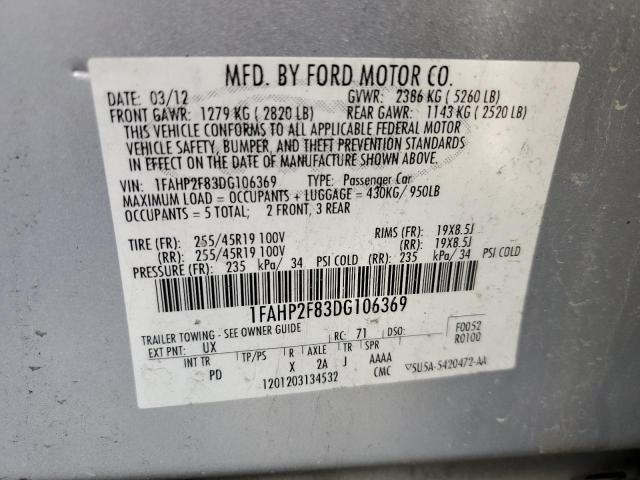 MFD. BY FORD MOTOR CO.
DATE: 03/12 GVWR: 2386 KG ( 5260 LB)
FRONT GAWR: 1279 KG ( 2820 LB) REAR GAWR: 1143 KG ( 2520 LB)
THIS VEHICLE CONFORMS TO ALL APPLICABLE FEDERAL MOTOR
VEHICLE SAFETY, BUMPER, AND THEFT PREVENTION STANDARDS
IN EFFECT ON THE DATE OF MANUFACTURE SHOWN ABOVE.
VIN: 1FAHP2F83DG106369 TYPE: Passenger Car
MAXIMUM LOAD = OCCUPANTS + LUGGAGE = 430KG/ 950LB
OCCUPANTS = 5 TOTAL; 2 FRONT, 3 REAR
TIRE (FR): 255/45R19 100V RIMS (FR): 19X8.5J
(RR): 255/45R19 100V (RR): 19X8.5J
PRESSURE (FR): 235 kPa/ 34 PSI COLD (RR): 235 kPa/ 34 PSI COLD
1FAHP2F83DG106369
TRAILER TOWING - SEE OWNER GUIDE F0052
EXT PNT: UX RC: 71 DSO: R0100
INT TR TP/PS R AXLE TR SPR
PD X 2A J AAAA
1201203134532 CMC ▽5U5A-5420472-AA